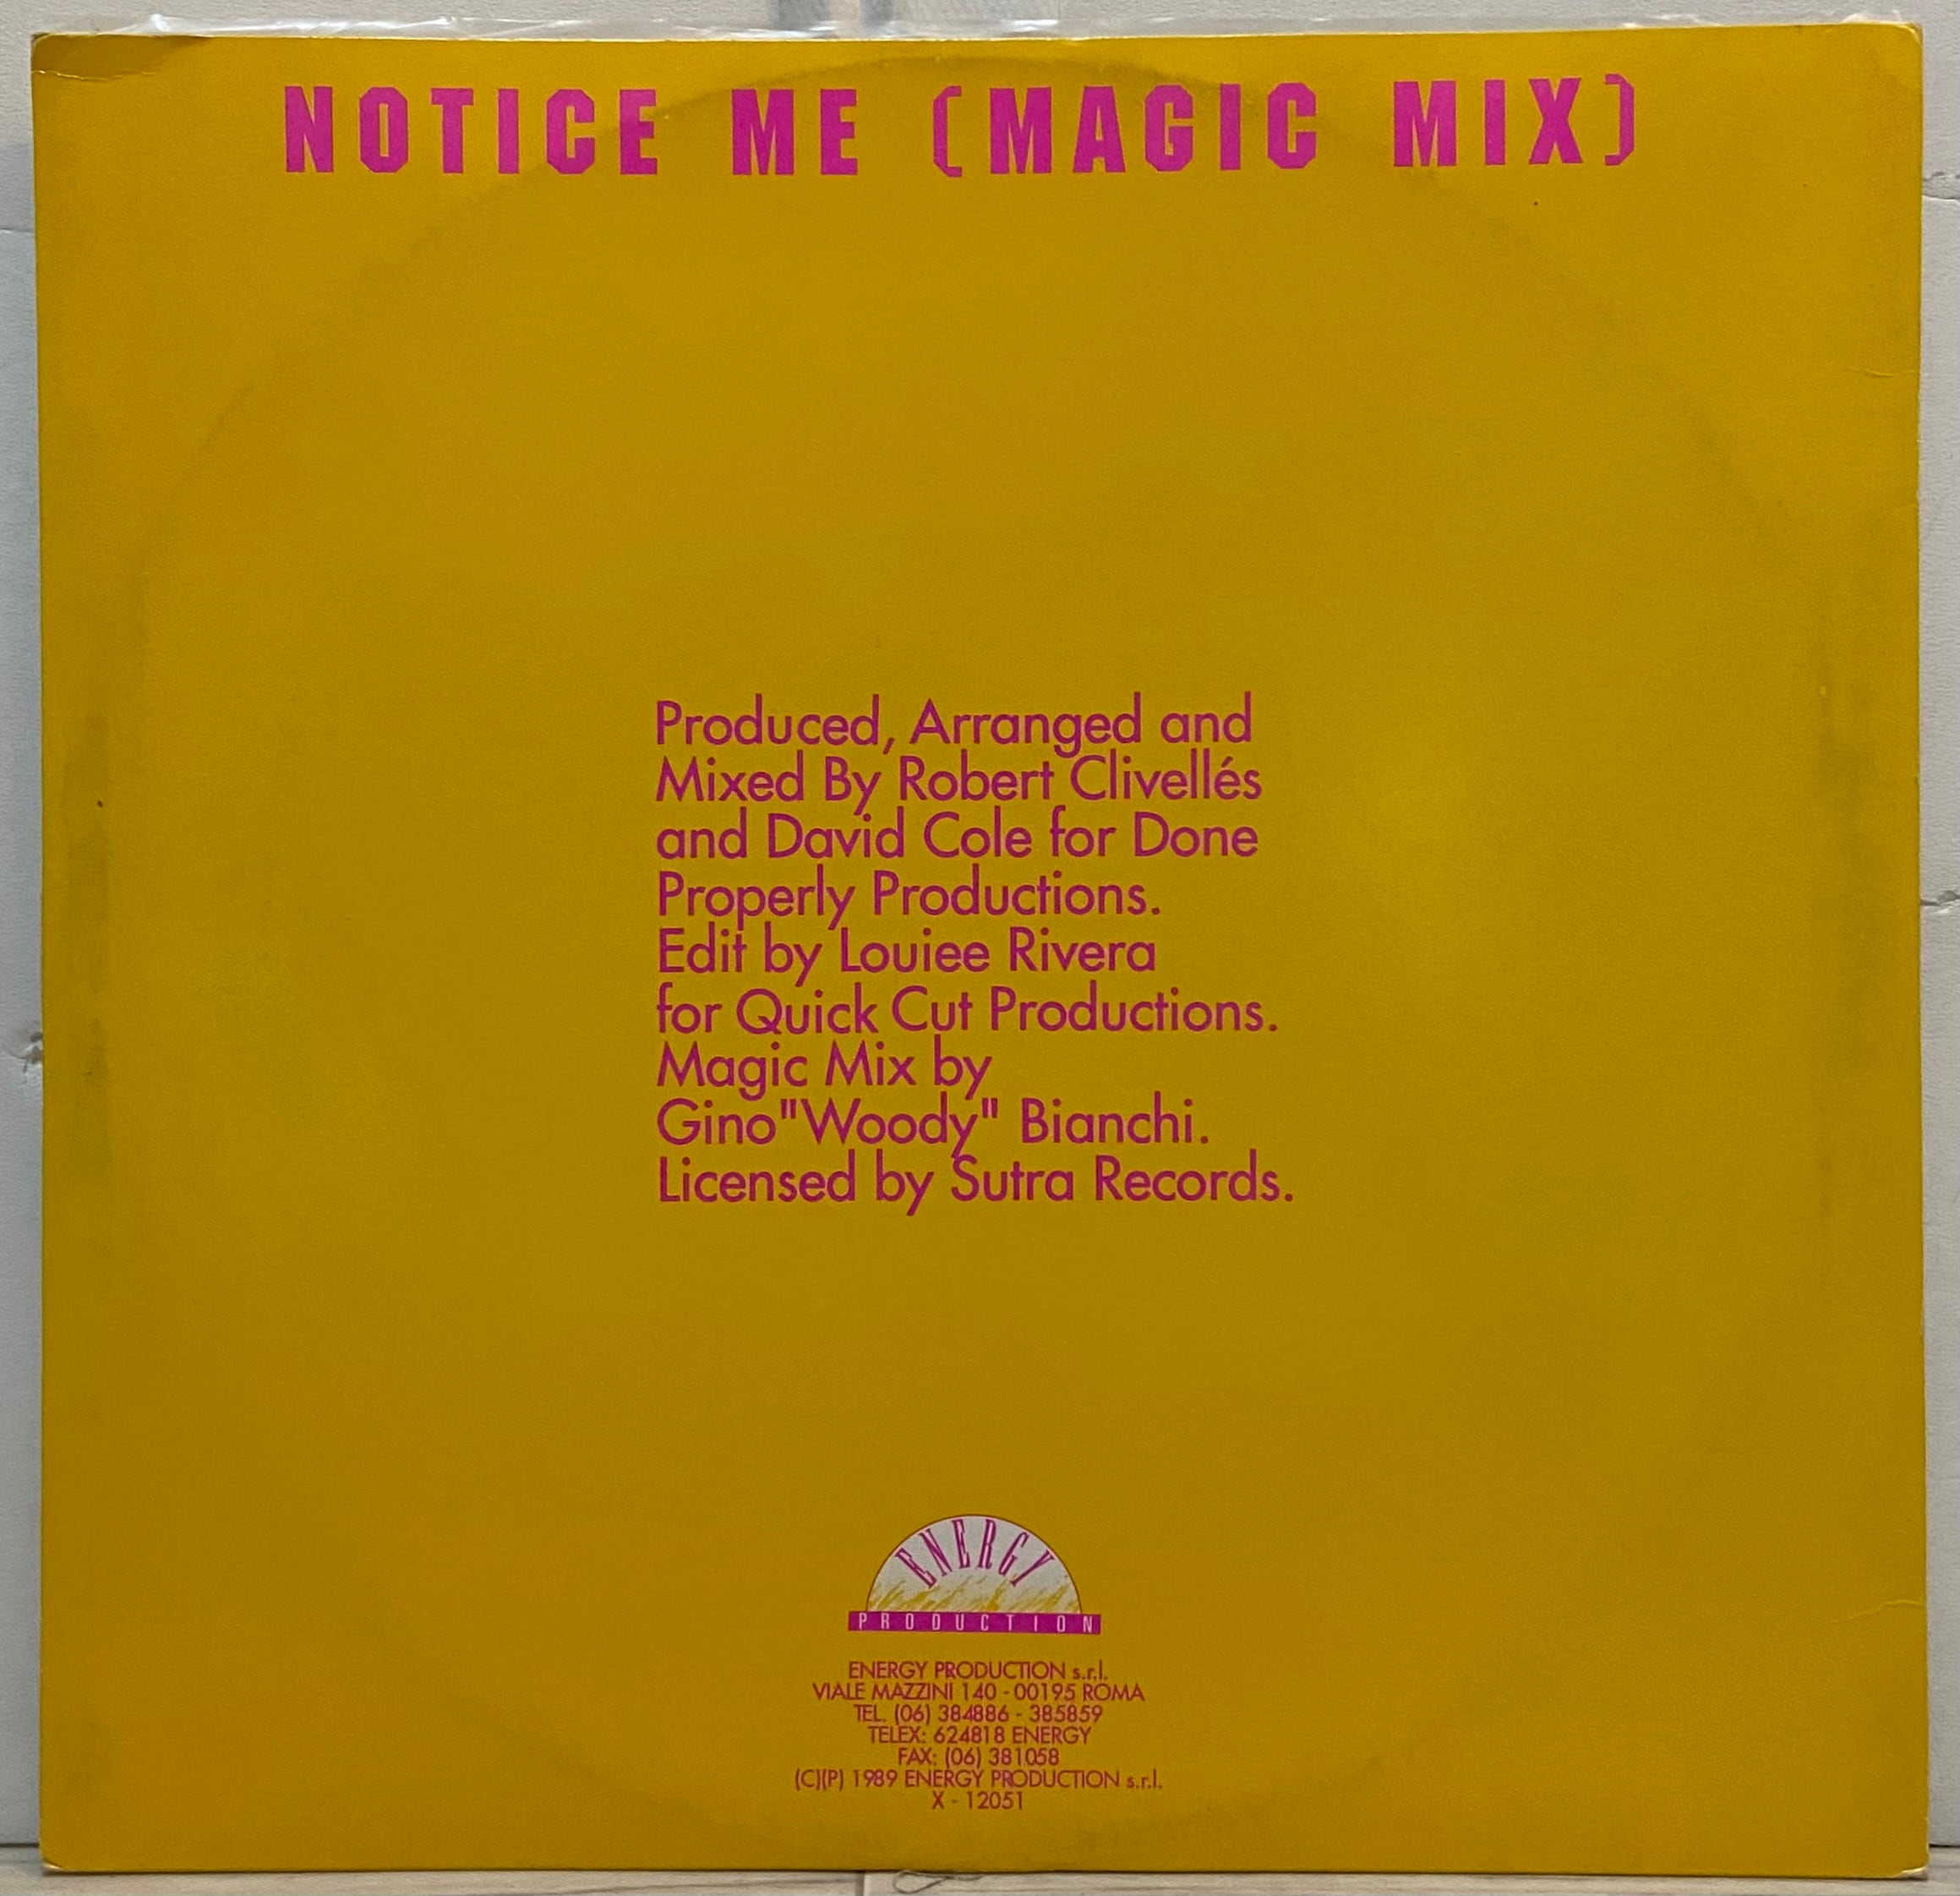 NOTICE ME (MAGIC MIX)
Produced, Arranged and
Mixed By Robert Clivellés
and David Cole for Done
Properly Productions.
Edit by Louiee Rivera
for Quick Cut Productions.
Magic Mix by
Gino"Woody" Bianchi.
Licensed by Sutra Records.
ENERGY
PRODUCTION
ENERGY PRODUCTION s.r.l.
VIALE MAZZINI 140 - 00195 ROMA
TEL. (06) 384886 - 385859
TELEX: 624818 ENERGY
FAX: (06) 381058
(C)(P) 1989 ENERGY PRODUCTION s.r.l.
X - 12051